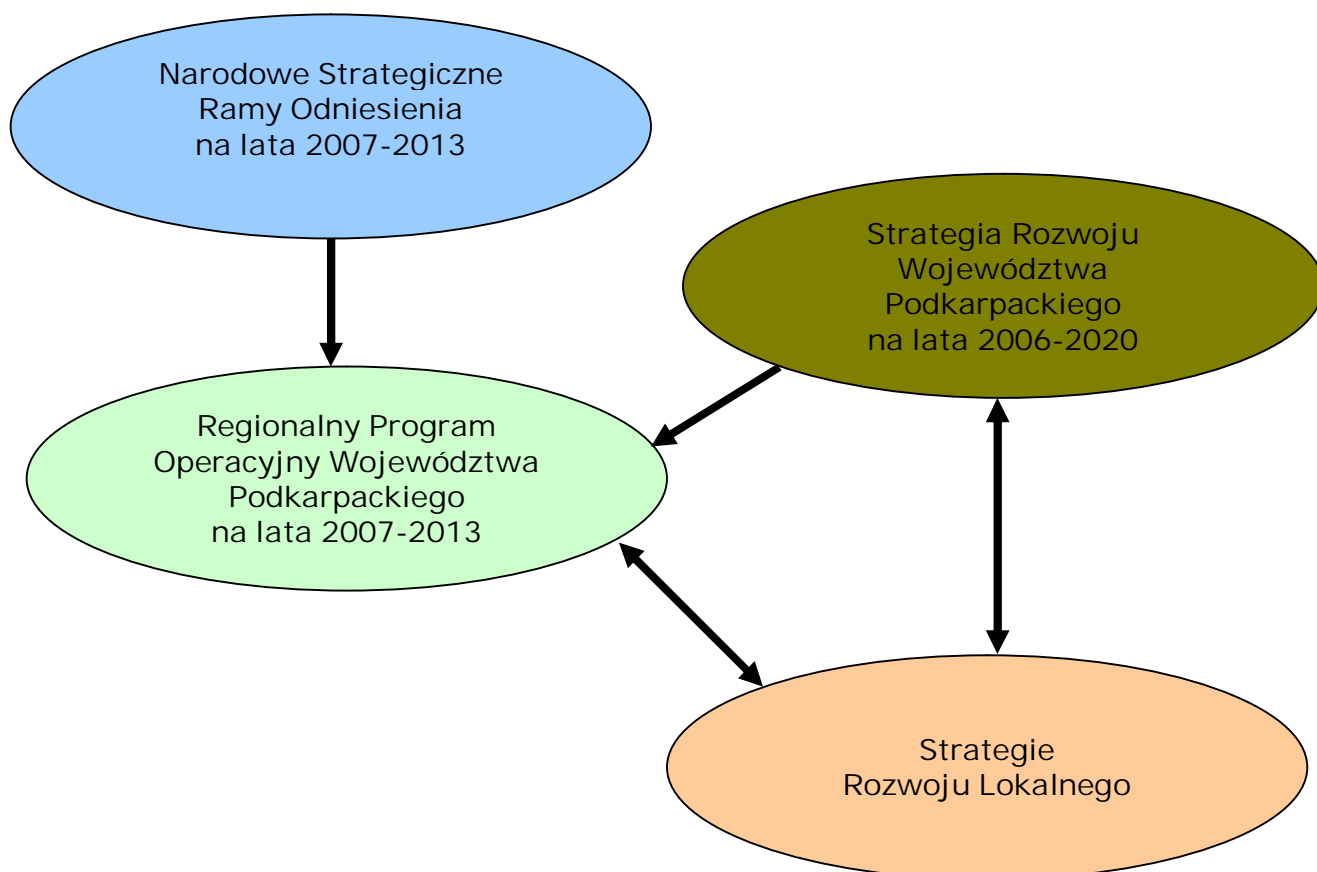 Narodowe Strategiczne
Ramy Odniesienia
na lata 2007-2013
Strategia Rozwoju
Województwa
Podkarpackiego
na lata 2006-2020
Regionalny Program
Operacyjny Województwa
Podkarpackiego
na lata 2007-2013
Strategie
Rozwoju Lokalnego